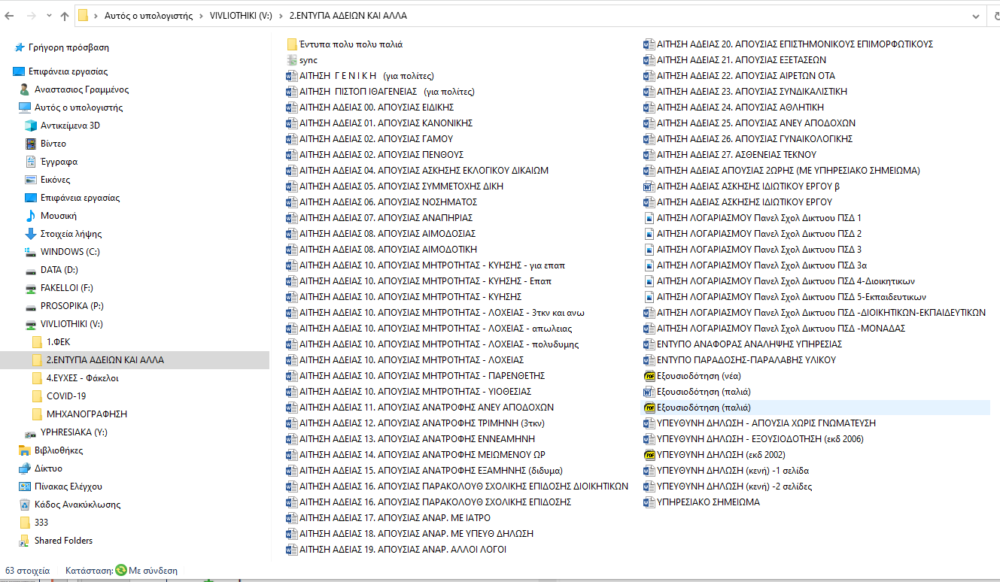 Αυτός ο υπολογιστής > VIVLIOTHIKI (V:) > 2.ΕΝΤΥΠΑ ΑΔΕΙΩΝ ΚΑΙ ΑΛΛΑ
Γρήγορη πρόσβαση
Επιφάνεια εργασίας
Αναστασιος Γραμμένος
Αυτός ο υπολογιστής
Αντικείμενα 3D
Βίντεο
Έγγραφα
Εικόνες
Επιφάνεια εργασίας
Μουσική
Στοιχεία λήψης
WINDOWS (C:)
DATA (D:)
FAKELLOI (F:)
PROSOPIKA (P:)
VIVLIOTHIKI (V:)
1.ΦΕΚ
2.ΕΝΤΥΠΑ ΑΔΕΙΩΝ ΚΑΙ ΑΛΛΑ
4.ΕΥΧΕΣ - Φάκελοι
COVID-19
ΜΗΧΑΝΟΓΡΑΦΗΣΗ
YPHRESIAKA (Y:)
Βιβλιοθήκες
Δίκτυο
Πίνακας Ελέγχου
Κάδος Ανακύκλωσης
333
Shared Folders
Έντυπα πολυ πολυ παλιά
sync
ΑΙΤΗΣΗ Γ Ε Ν Ι Κ Η (για πολίτες)
ΑΙΤΗΣΗ ΠΙΣΤΟΠ ΙΘΑΓΕΝΕΙΑΣ (για πολίτες)
ΑΙΤΗΣΗ ΑΔΕΙΑΣ 00. ΑΠΟΥΣΙΑΣ ΕΙΔΙΚΗΣ
ΑΙΤΗΣΗ ΑΔΕΙΑΣ 01. ΑΠΟΥΣΙΑΣ ΚΑΝΟΝΙΚΗΣ
ΑΙΤΗΣΗ ΑΔΕΙΑΣ 02. ΑΠΟΥΣΙΑΣ ΓΑΜΟΥ
ΑΙΤΗΣΗ ΑΔΕΙΑΣ 02. ΑΠΟΥΣΙΑΣ ΠΕΝΘΟΥΣ
ΑΙΤΗΣΗ ΑΔΕΙΑΣ 04. ΑΠΟΥΣΙΑΣ ΑΣΚΗΣΗΣ ΕΚΛΟΓΙΚΟΥ ΔΙΚΑΙΩΜ
ΑΙΤΗΣΗ ΑΔΕΙΑΣ 05. ΑΠΟΥΣΙΑΣ ΣΥΜΜΕΤΟΧΗΣ ΔΙΚΗ
ΑΙΤΗΣΗ ΑΔΕΙΑΣ 06. ΑΠΟΥΣΙΑΣ ΝΟΣΗΜΑΤΟΣ
ΑΙΤΗΣΗ ΑΔΕΙΑΣ 07. ΑΠΟΥΣΙΑΣ ΑΝΑΠΗΡΙΑΣ
ΑΙΤΗΣΗ ΑΔΕΙΑΣ 08. ΑΠΟΥΣΙΑΣ ΑΙΜΟΔΟΣΙΑΣ
ΑΙΤΗΣΗ ΑΔΕΙΑΣ 08. ΑΠΟΥΣΙΑΣ ΑΙΜΟΔΟΤΙΚΗ
ΑΙΤΗΣΗ ΑΔΕΙΑΣ 10. ΑΠΟΥΣΙΑΣ ΜΗΤΡΟΤΗΤΑΣ - ΚΥΗΣΗΣ - για επαπ
ΑΙΤΗΣΗ ΑΔΕΙΑΣ 10. ΑΠΟΥΣΙΑΣ ΜΗΤΡΟΤΗΤΑΣ - ΚΥΗΣΗΣ - Επαπ
ΑΙΤΗΣΗ ΑΔΕΙΑΣ 10. ΑΠΟΥΣΙΑΣ ΜΗΤΡΟΤΗΤΑΣ - ΚΥΗΣΗΣ
ΑΙΤΗΣΗ ΑΔΕΙΑΣ 10. ΑΠΟΥΣΙΑΣ ΜΗΤΡΟΤΗΤΑΣ - ΛΟΧΕΙΑΣ - 3τκν και ανω
ΑΙΤΗΣΗ ΑΔΕΙΑΣ 10. ΑΠΟΥΣΙΑΣ ΜΗΤΡΟΤΗΤΑΣ - ΛΟΧΕΙΑΣ - απωλειας
ΑΙΤΗΣΗ ΑΔΕΙΑΣ 10. ΑΠΟΥΣΙΑΣ ΜΗΤΡΟΤΗΤΑΣ - ΛΟΧΕΙΑΣ - πολυδυμης
ΑΙΤΗΣΗ ΑΔΕΙΑΣ 10. ΑΠΟΥΣΙΑΣ ΜΗΤΡΟΤΗΤΑΣ - ΛΟΧΕΙΑΣ
ΑΙΤΗΣΗ ΑΔΕΙΑΣ 10. ΑΠΟΥΣΙΑΣ ΜΗΤΡΟΤΗΤΑΣ - ΠΑΡΕΝΘΕΤΗΣ
ΑΙΤΗΣΗ ΑΔΕΙΑΣ 10. ΑΠΟΥΣΙΑΣ ΜΗΤΡΟΤΗΤΑΣ - ΥΙΟΘΕΣΙΑΣ
ΑΙΤΗΣΗ ΑΔΕΙΑΣ 11. ΑΠΟΥΣΙΑΣ ΑΝΑΤΡΟΦΗΣ ΑΝΕΥ ΑΠΟΔΟΧΩΝ
ΑΙΤΗΣΗ ΑΔΕΙΑΣ 12. ΑΠΟΥΣΙΑΣ ΑΝΑΤΡΟΦΗΣ ΤΡΙΜΗΝΗ (3τκν)
ΑΙΤΗΣΗ ΑΔΕΙΑΣ 13. ΑΠΟΥΣΙΑΣ ΑΝΑΤΡΟΦΗΣ ΕΝΝΕΑΜΗΝΗ
ΑΙΤΗΣΗ ΑΔΕΙΑΣ 14. ΑΠΟΥΣΙΑΣ ΑΝΑΤΡΟΦΗΣ ΜΕΙΩΜΕΝΟΥ ΩΡ
ΑΙΤΗΣΗ ΑΔΕΙΑΣ 15. ΑΠΟΥΣΙΑΣ ΑΝΑΤΡΟΦΗΣ ΕΞΑΜΗΝΗΣ (διδυμα)
ΑΙΤΗΣΗ ΑΔΕΙΑΣ 16. ΑΠΟΥΣΙΑΣ ΠΑΡΑΚΟΛΟΥΘ ΣΧΟΛΙΚΗΣ ΕΠΙΔΟΣΗΣ ΔΙΟΙΚΗΤΙΚΩΝ
ΑΙΤΗΣΗ ΑΔΕΙΑΣ 16. ΑΠΟΥΣΙΑΣ ΠΑΡΑΚΟΛΟΥΘ ΣΧΟΛΙΚΗΣ ΕΠΙΔΟΣΗΣ
ΑΙΤΗΣΗ ΑΔΕΙΑΣ 17. ΑΠΟΥΣΙΑΣ ΑΝΑΡ. ΜΕ ΙΑΤΡΟ
ΑΙΤΗΣΗ ΑΔΕΙΑΣ 18. ΑΠΟΥΣΙΑΣ ΑΝΑΡ. ΜΕ ΥΠΕΥΘ ΔΗΛΩΣΗ
ΑΙΤΗΣΗ ΑΔΕΙΑΣ 19. ΑΠΟΥΣΙΑΣ ΑΝΑΡ. ΑΛΛΟΙ ΛΟΓΟΙ
ΑΙΤΗΣΗ ΑΔΕΙΑΣ 20. ΑΠΟΥΣΙΑΣ ΕΠΙΣΤΗΜΟΝΙΚΟΥΣ ΕΠΙΜΟΡΦΩΤΙΚΟΥΣ
ΑΙΤΗΣΗ ΑΔΕΙΑΣ 21. ΑΠΟΥΣΙΑΣ ΕΞΕΤΑΣΕΩΝ
ΑΙΤΗΣΗ ΑΔΕΙΑΣ 22. ΑΠΟΥΣΙΑΣ ΑΙΡΕΤΩΝ ΟΤΑ
ΑΙΤΗΣΗ ΑΔΕΙΑΣ 23. ΑΠΟΥΣΙΑΣ ΣΥΝΔΙΚΑΛΙΣΤΙΚΗ
ΑΙΤΗΣΗ ΑΔΕΙΑΣ 24. ΑΠΟΥΣΙΑΣ ΑΘΛΗΤΙΚΗ
ΑΙΤΗΣΗ ΑΔΕΙΑΣ 25. ΑΠΟΥΣΙΑΣ ΑΝΕΥ ΑΠΟΔΟΧΩΝ
ΑΙΤΗΣΗ ΑΔΕΙΑΣ 26. ΑΠΟΥΣΙΑΣ ΓΥΝΑΙΚΟΛΟΓΙΚΗΣ
ΑΙΤΗΣΗ ΑΔΕΙΑΣ 27. ΑΣΘΕΝΕΙΑΣ ΤΕΚΝΟΥ
ΑΙΤΗΣΗ ΑΔΕΙΑΣ ΑΠΟΥΣΙΑΣ 2ΩΡΗΣ (ΜΕ ΥΠΗΡΕΣΙΑΚΟ ΣΗΜΕΙΩΜΑ)
ΑΙΤΗΣΗ ΑΔΕΙΑΣ ΑΣΚΗΣΗΣ ΙΔΙΩΤΙΚΟΥ ΕΡΓΟΥ β
ΑΙΤΗΣΗ ΑΔΕΙΑΣ ΑΣΚΗΣΗΣ ΙΔΙΩΤΙΚΟΥ ΕΡΓΟΥ
ΑΙΤΗΣΗ ΛΟΓΑΡΙΑΣΜΟΥ Πανελ Σχολ Δικτυου ΠΣΔ 1
ΑΙΤΗΣΗ ΛΟΓΑΡΙΑΣΜΟΥ Πανελ Σχολ Δικτυου ΠΣΔ 2
ΑΙΤΗΣΗ ΛΟΓΑΡΙΑΣΜΟΥ Πανελ Σχολ Δικτυου ΠΣΔ 3
ΑΙΤΗΣΗ ΛΟΓΑΡΙΑΣΜΟΥ Πανελ Σχολ Δικτυου ΠΣΔ 3α
ΑΙΤΗΣΗ ΛΟΓΑΡΙΑΣΜΟΥ Πανελ Σχολ Δικτυου ΠΣΔ 4-Διοικητικων
ΑΙΤΗΣΗ ΛΟΓΑΡΙΑΣΜΟΥ Πανελ Σχολ Δικτυου ΠΣΔ 5-Εκπαιδευτικων
ΑΙΤΗΣΗ ΛΟΓΑΡΙΑΣΜΟΥ Πανελ Σχολ Δικτυου ΠΣΔ -ΔΙΟΙΚΗΤΙΚΩΝ-ΕΚΠΑΙΔΕΥΤΙΚΩΝ
ΑΙΤΗΣΗ ΛΟΓΑΡΙΑΣΜΟΥ Πανελ Σχολ Δικτυου ΠΣΔ -ΜΟΝΑΔΑΣ
ΕΝΤΥΠΟ ΑΝΑΦΟΡΑΣ ΑΝΑΛΗΨΗΣ ΥΠΗΡΕΣΙΑΣ
ΕΝΤΥΠΟ ΠΑΡΑΔΟΣΗΣ-ΠΑΡΑΛΑΒΗΣ ΥΛΙΚΟΥ
Εξουσιοδότηση (νέα)
Εξουσιοδότηση (παλιά)
Εξουσιοδότηση (παλιά)
ΥΠΕΥΘΥΝΗ ΔΗΛΩΣΗ - ΑΠΟΥΣΙΑ ΧΩΡΙΣ ΓΝΩΜΑΤΕΥΣΗ
ΥΠΕΥΘΥΝΗ ΔΗΛΩΣΗ - ΕΞΟΥΣΙΟΔΟΤΗΣΗ (εκδ 2006)
ΥΠΕΥΘΥΝΗ ΔΗΛΩΣΗ (εκδ 2002)
ΥΠΕΥΘΥΝΗ ΔΗΛΩΣΗ (κενή) -1 σελίδα
ΥΠΕΥΘΥΝΗ ΔΗΛΩΣΗ (κενή) -2 σελίδες
ΥΠΗΡΕΣΙΑΚΟ ΣΗΜΕΙΩΜΑ
63 στοιχεία Κατάσταση: Με σύνδεση